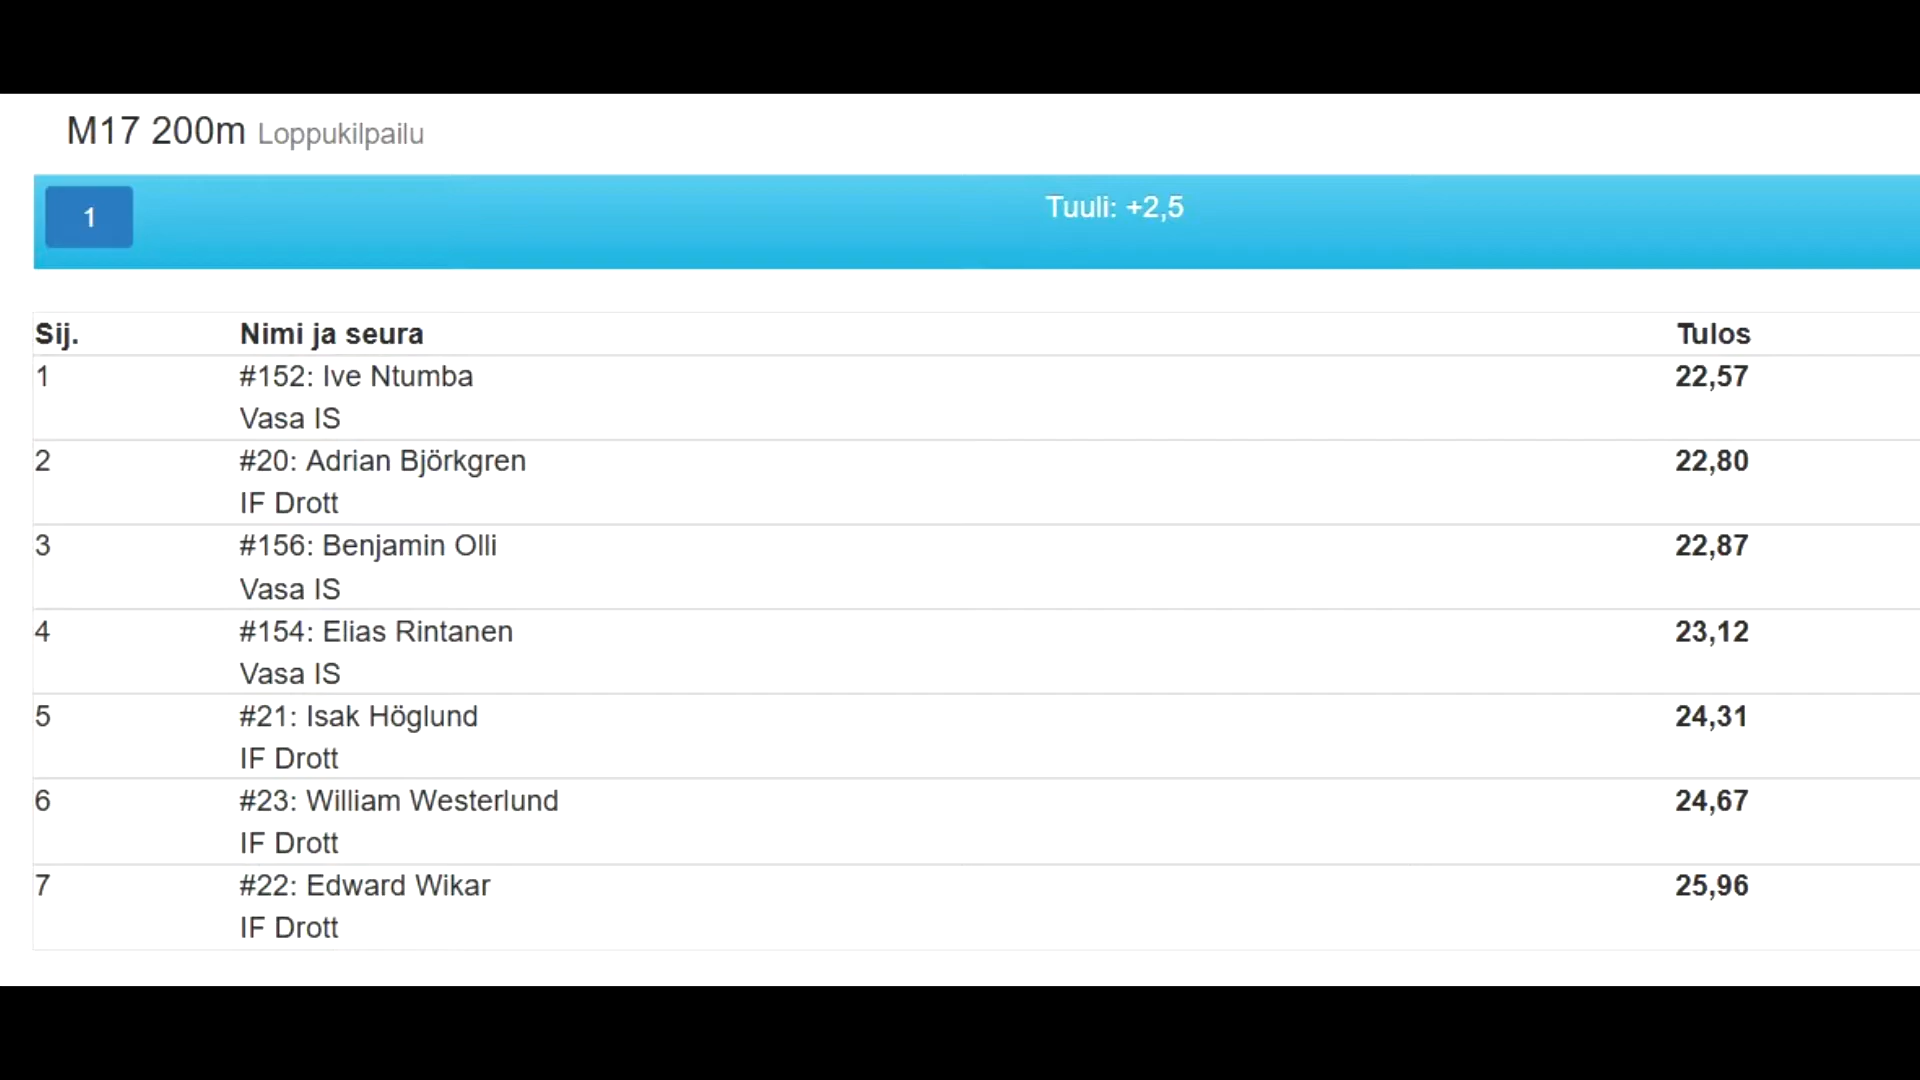 M17 200m Loppukilpailu
1 Tuuli: +2,5
Sij. Nimi ja seura Tulos
1 #152: Ive Ntumba 22,57
Vasa IS
2 #20: Adrian Björkgren 22,80
IF Drott
3 #156: Benjamin Olli 22,87
Vasa IS
4 #154: Elias Rintanen 23,12
Vasa IS
5 #21: Isak Höglund 24,31
IF Drott
6 #23: William Westerlund 24,67
IF Drott
7 #22: Edward Wikar 25,96
IF Drott